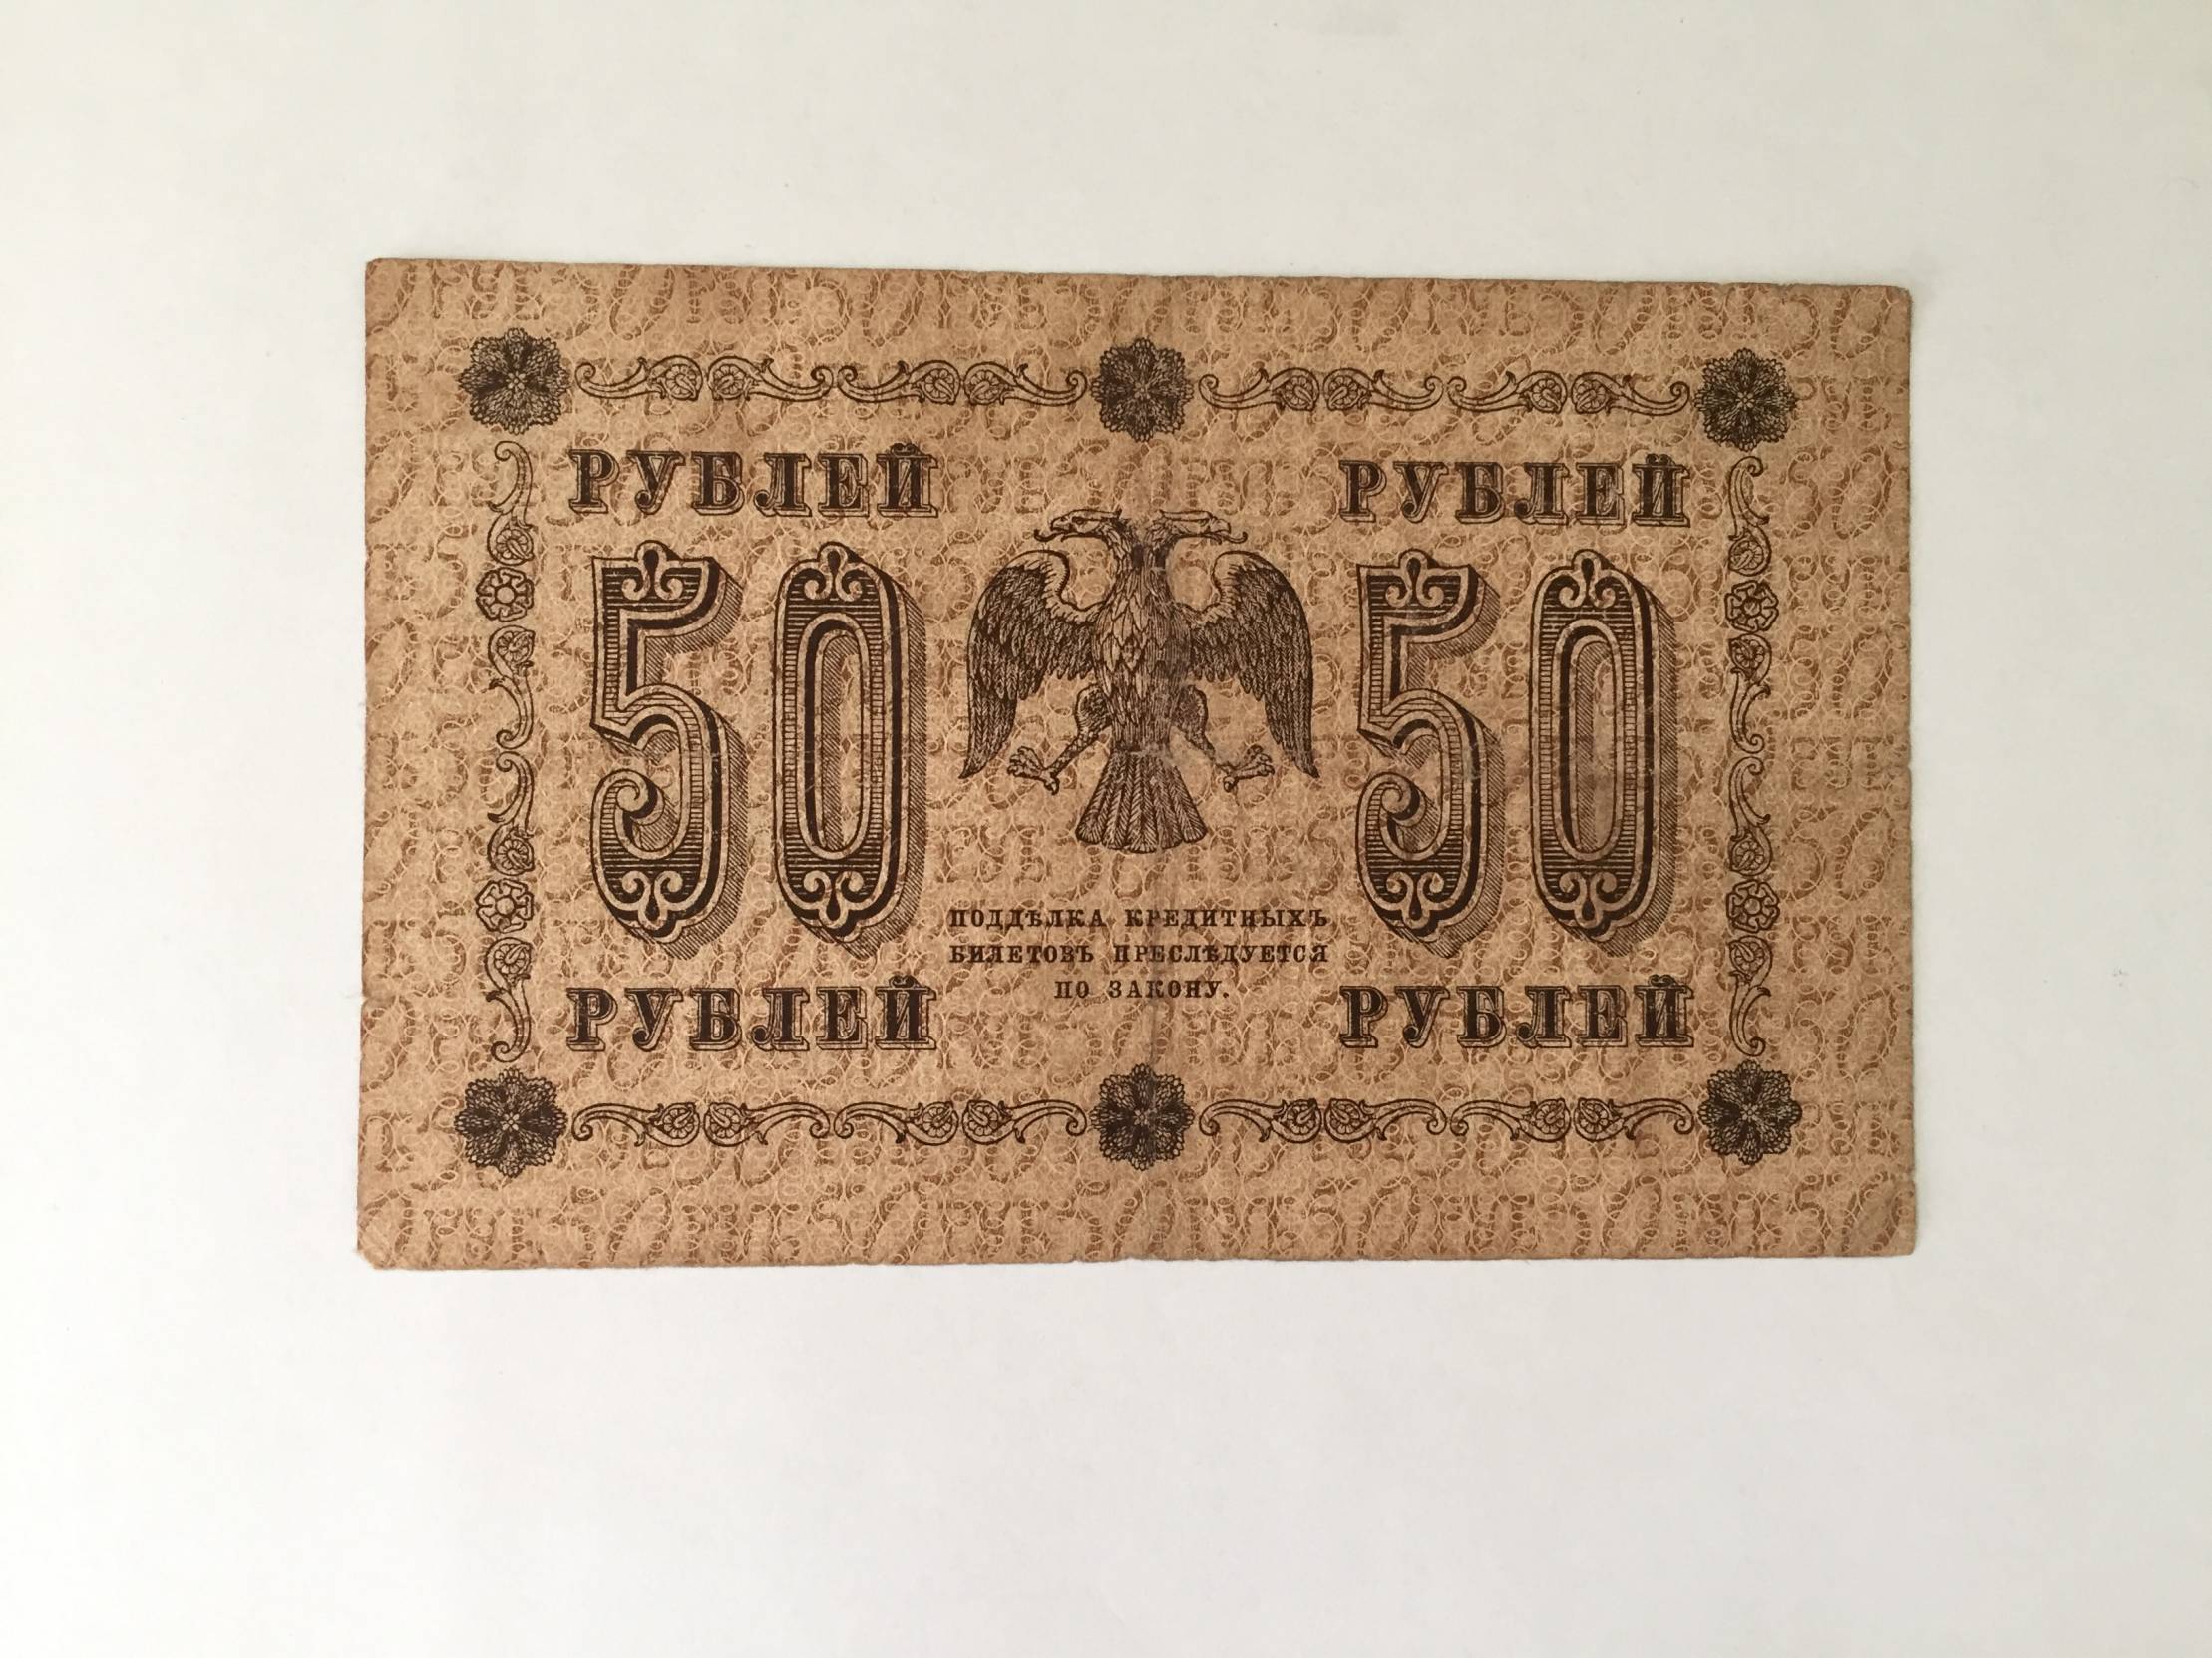 РУБЛЕЙ РУБЛЕЙ
50 50
ПОДДѢЛКА КРЕДИТНЫХЪ
БИЛЕТОВЪ ПРЕСЛѢДУЕТСЯ
ПО ЗАКОНУ.
РУБЛЕЙ РУБЛЕЙ